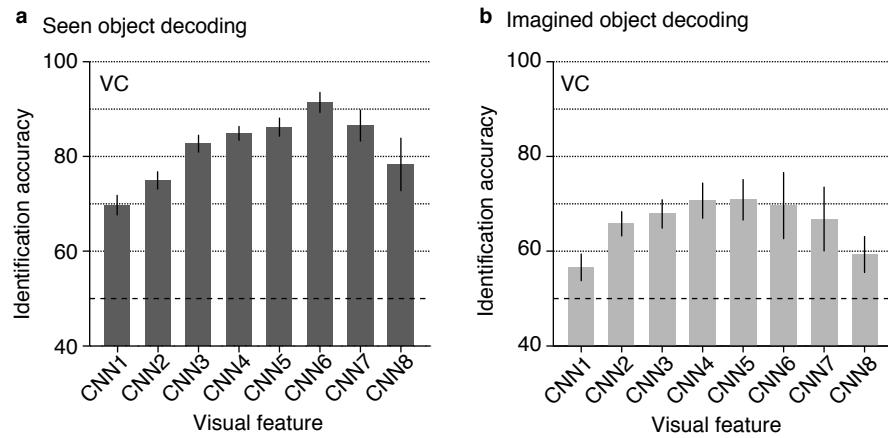 a Seen object decoding
VC
Identification accuracy
100
80
60
40
CNN1
CNN2
CNN3
CNN4
CNN5
CNN6
CNN7
CNN8
Visual feature
b Imagined object decoding
VC
Identification accuracy
100
80
60
40
CNN1
CNN2
CNN3
CNN4
CNN5
CNN6
CNN7
CNN8
Visual feature